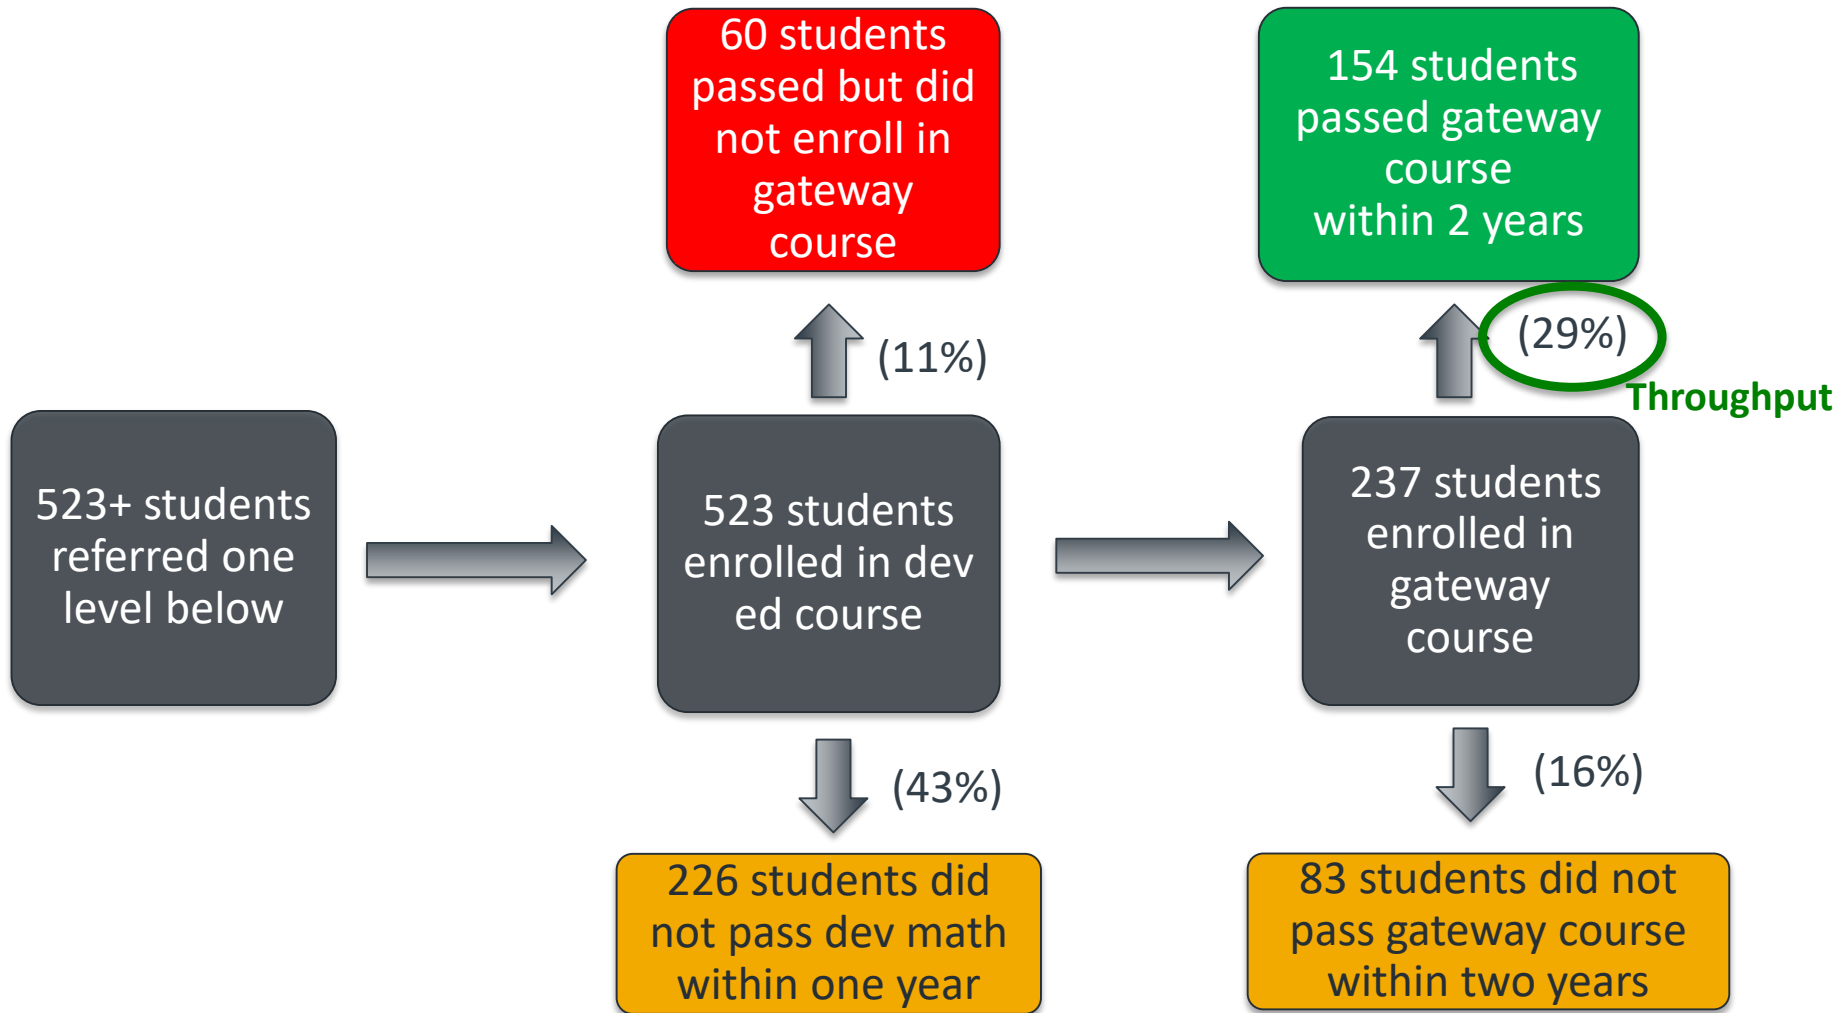 60 students
passed but did
not enroll in
gateway
course
154 students
passed gateway
course
within 2 years
(11%)
(29%)
Throughput
523+ students
referred one
level below
523 students
enrolled in dev
ed course
237 students
enrolled in
gateway
course
(43%)
(16%)
226 students did
not pass dev math
within one year
83 students did not
pass gateway course
within two years